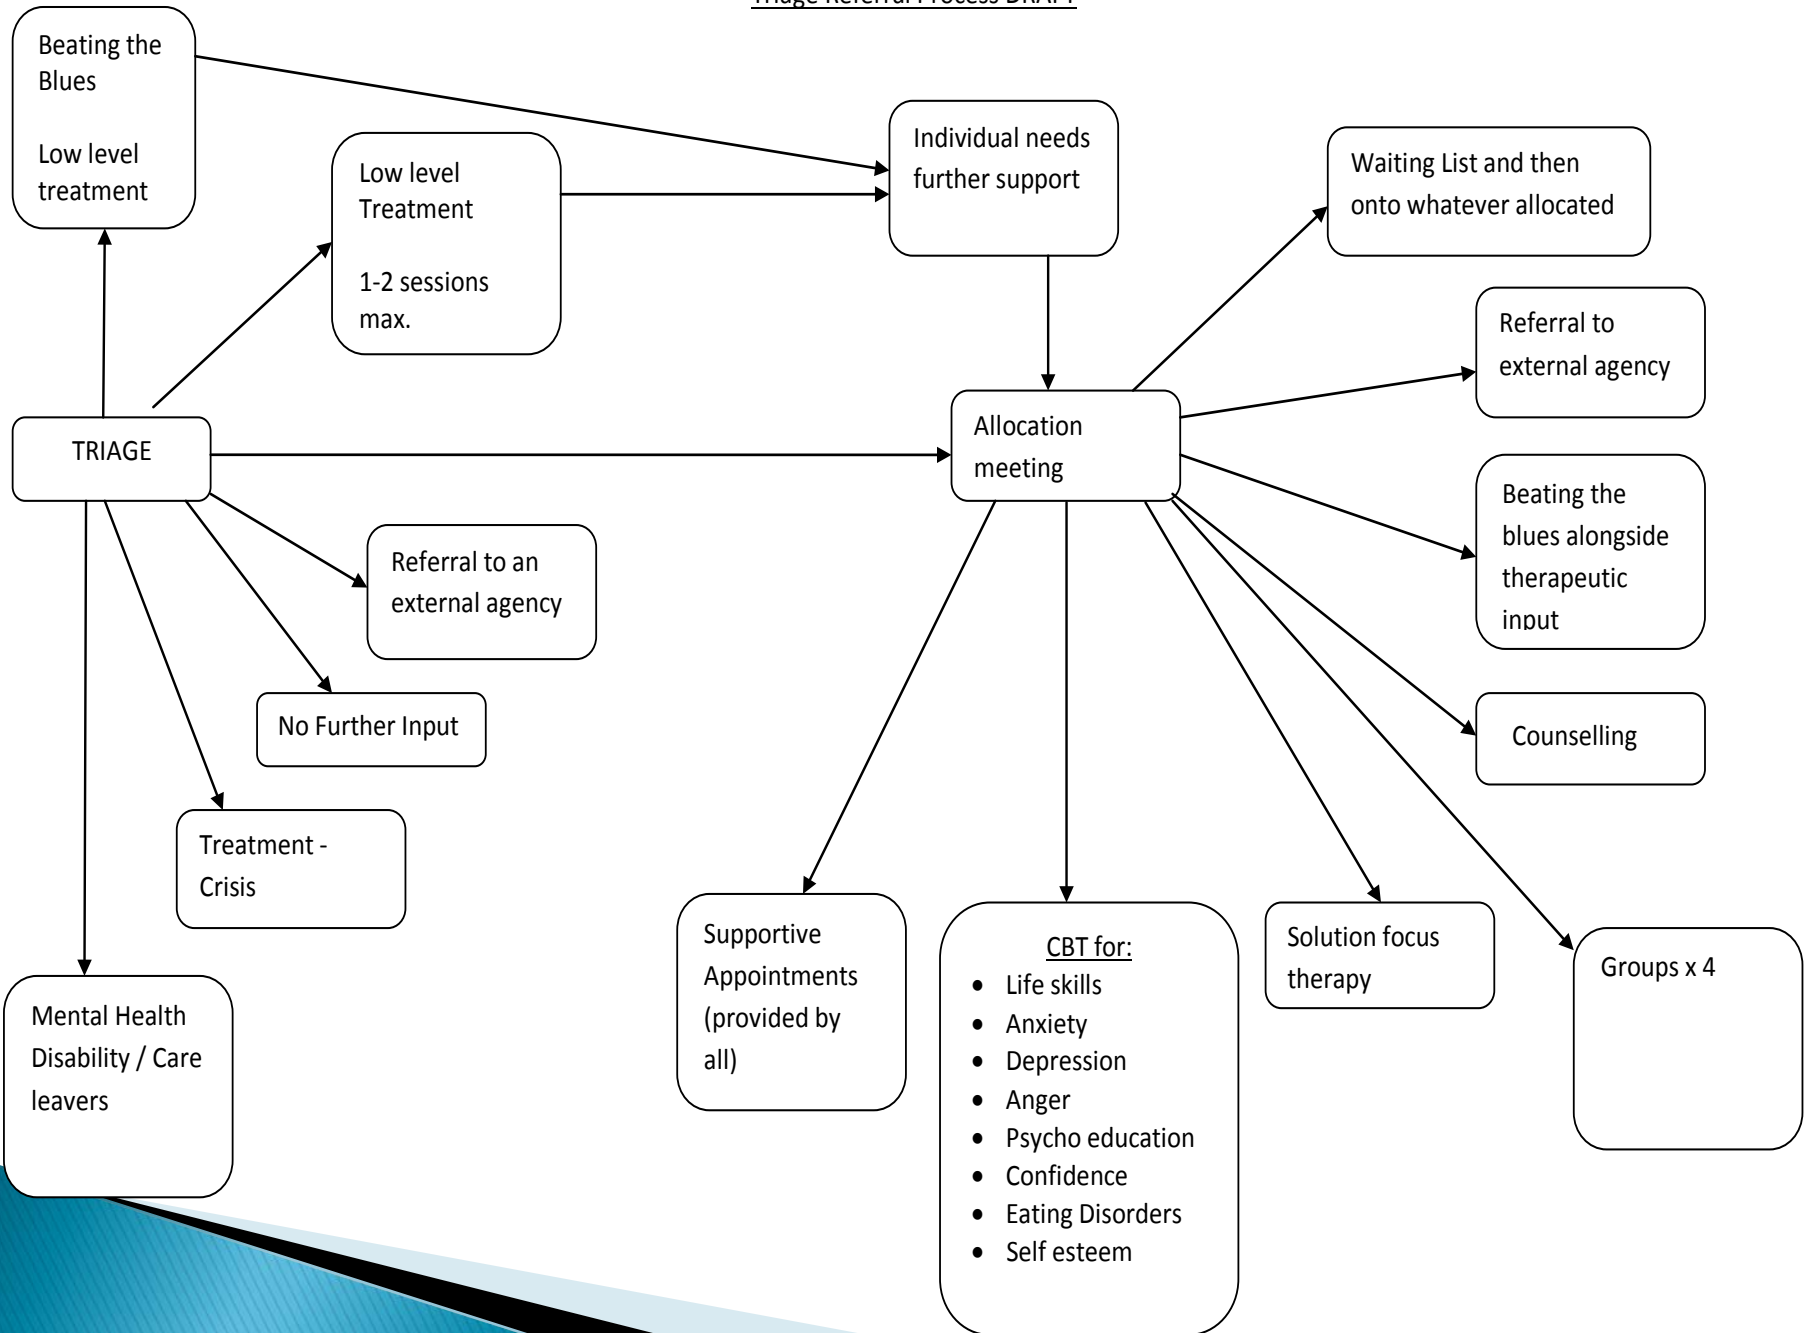 Triage Referral Process DRAFT
Beating the
Blues
Low level
treatment
Low level
Treatment
1-2 sessions
max.
Individual needs
further support
Waiting List and then
onto whatever allocated
Referral to
external agency
TRIAGE
Allocation
meeting
Beating the
blues alongside
therapeutic
input
Referral to an
external agency
No Further Input
Counselling
Treatment -
Crisis
Mental Health
Disability / Care
leavers
Supportive
Appointments
(provided by
all)
CBT for:
• Life skills
• Anxiety
• Depression
• Anger
• Psycho education
• Confidence
• Eating Disorders
• Self esteem
Solution focus
therapy
Groups x 4